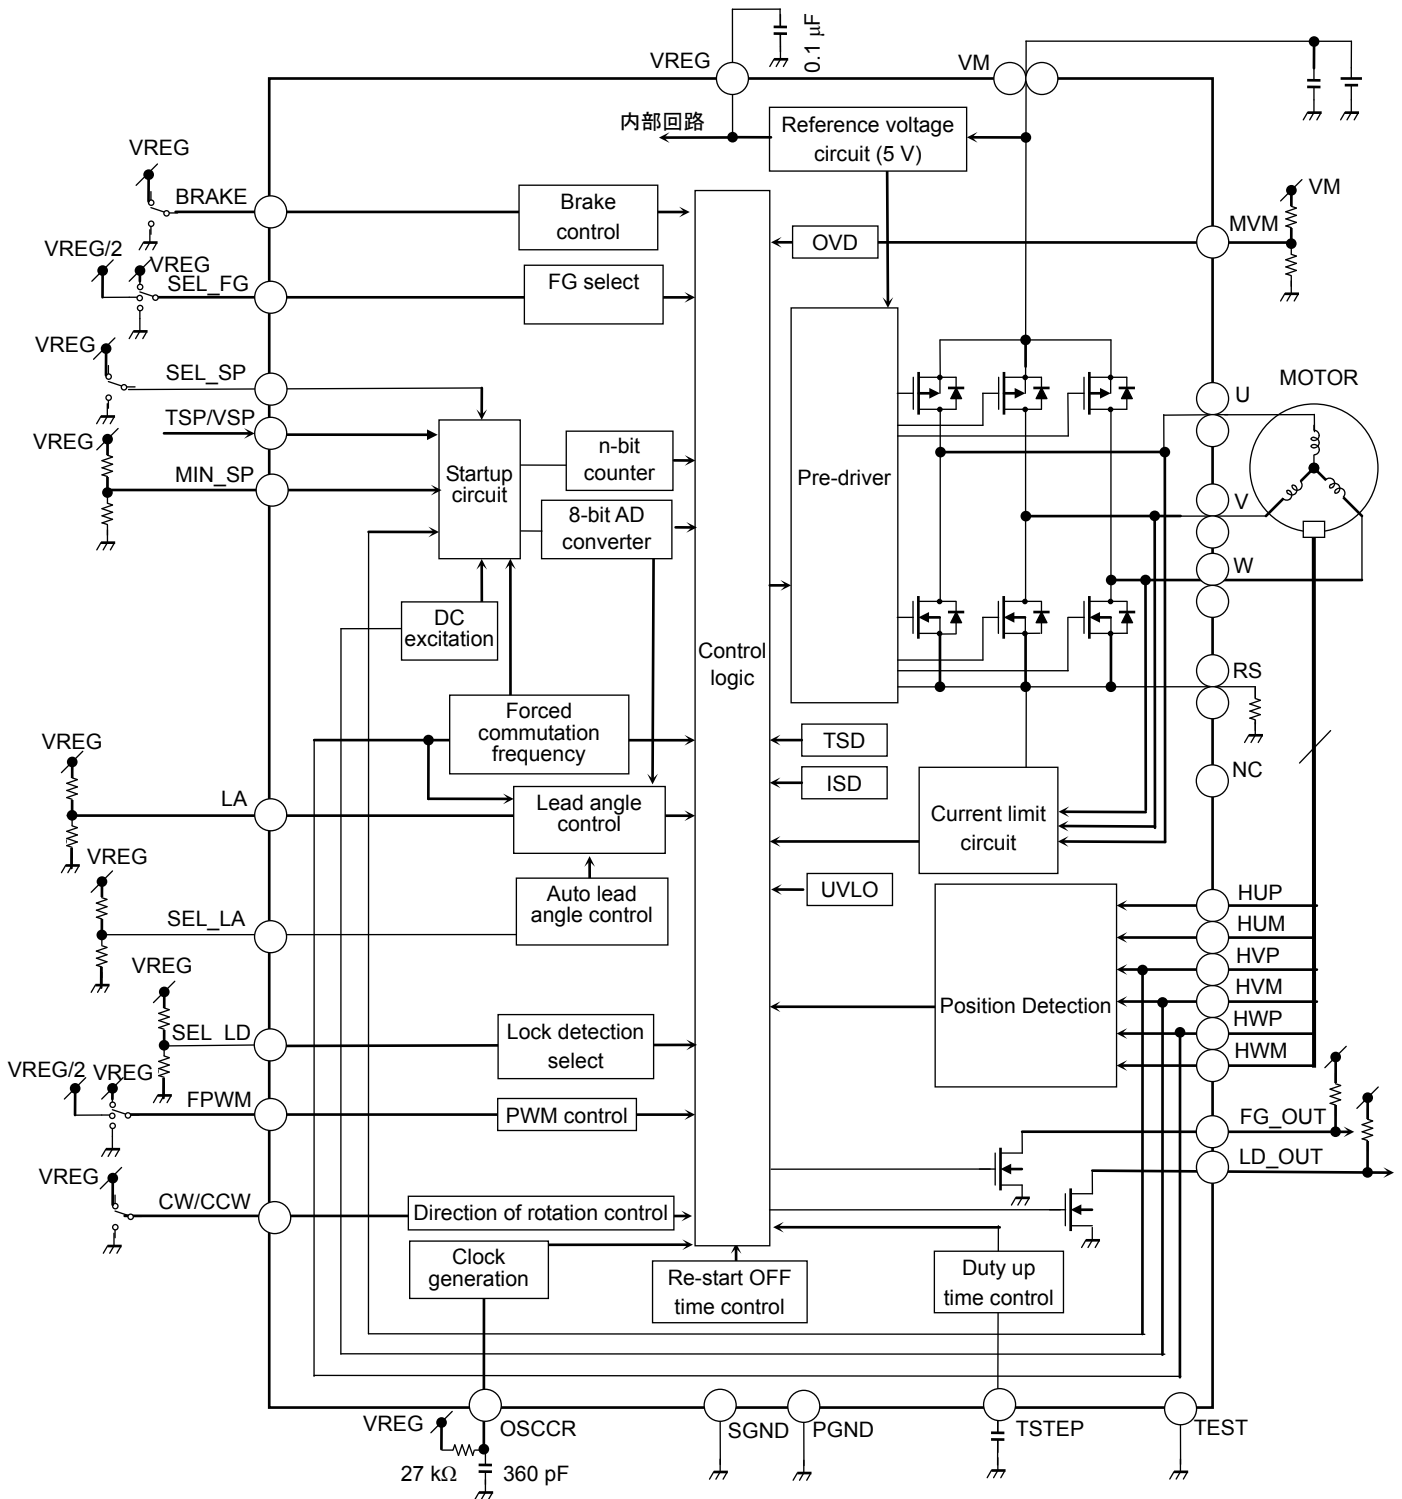 0.1 μF
VREG
VM
内部回路
Reference voltage
circuit (5 V)
VREG
BRAKE
Brake
control
VM
MVM
OVD
VREG/2
VREG
SEL_FG
FG select
VREG
SEL_SP
TSP/VSP
VREG
MIN_SP
Startup
circuit
n-bit
counter
8-bit AD
converter
DC
excitation
Pre-driver
U
MOTOR
V
W
RS
NC
Control
logic
Forced
commutation
frequency
TSD
ISD
VREG
LA
Lead angle
control
Current limit
circuit
VREG
SEL_LA
Auto lead
angle control
UVLO
HUP
HUM
HVP
HVM
HWP
HWM
Position Detection
VREG
SEL_LD
Lock detection
select
VREG/2
VREG
FPWM
PWM control
FG_OUT
LD_OUT
VREG
CW/CCW
Direction of rotation control
Clock
generation
Re-start OFF
time control
Duty up
time control
VREG
OSCCR
SGND
PGND
TSTEP
TEST
27 kΩ
360 pF